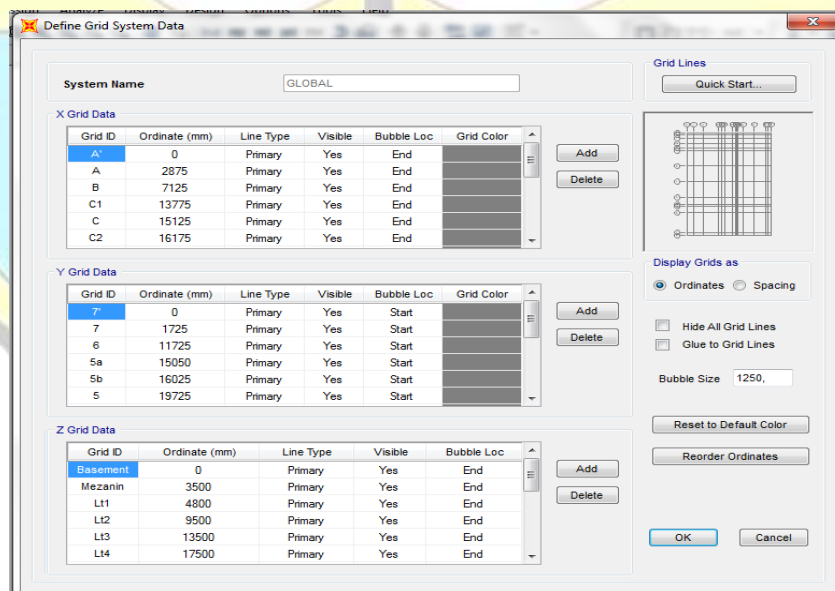 Analyze Display Design Options Tools Help
Define Grid System Data
System Name GLOBAL
Grid Lines
Quick Start...
X Grid Data
Grid ID Ordinate (mm) Line Type Visible Bubble Loc Grid Color
A' 0 Primary Yes End
A 2875 Primary Yes End
B 7125 Primary Yes End
C1 13775 Primary Yes End
C 15125 Primary Yes End
C2 16175 Primary Yes End
Add
Delete
Y Grid Data
Grid ID Ordinate (mm) Line Type Visible Bubble Loc Grid Color
7' 0 Primary Yes Start
7 1725 Primary Yes Start
6 11725 Primary Yes Start
5a 15050 Primary Yes Start
5b 16025 Primary Yes Start
5 19725 Primary Yes Start
Add
Delete
Display Grids as
Ordinates Spacing
Hide All Grid Lines
Glue to Grid Lines
Bubble Size 1250,
Z Grid Data
Grid ID Ordinate (mm) Line Type Visible Bubble Loc
Basement 0 Primary Yes End
Mezanin 3500 Primary Yes End
Lt1 4800 Primary Yes End
Lt2 9500 Primary Yes End
Lt3 13500 Primary Yes End
Lt4 17500 Primary Yes End
Add
Delete
Reset to Default Color
Reorder Ordinates
OK Cancel